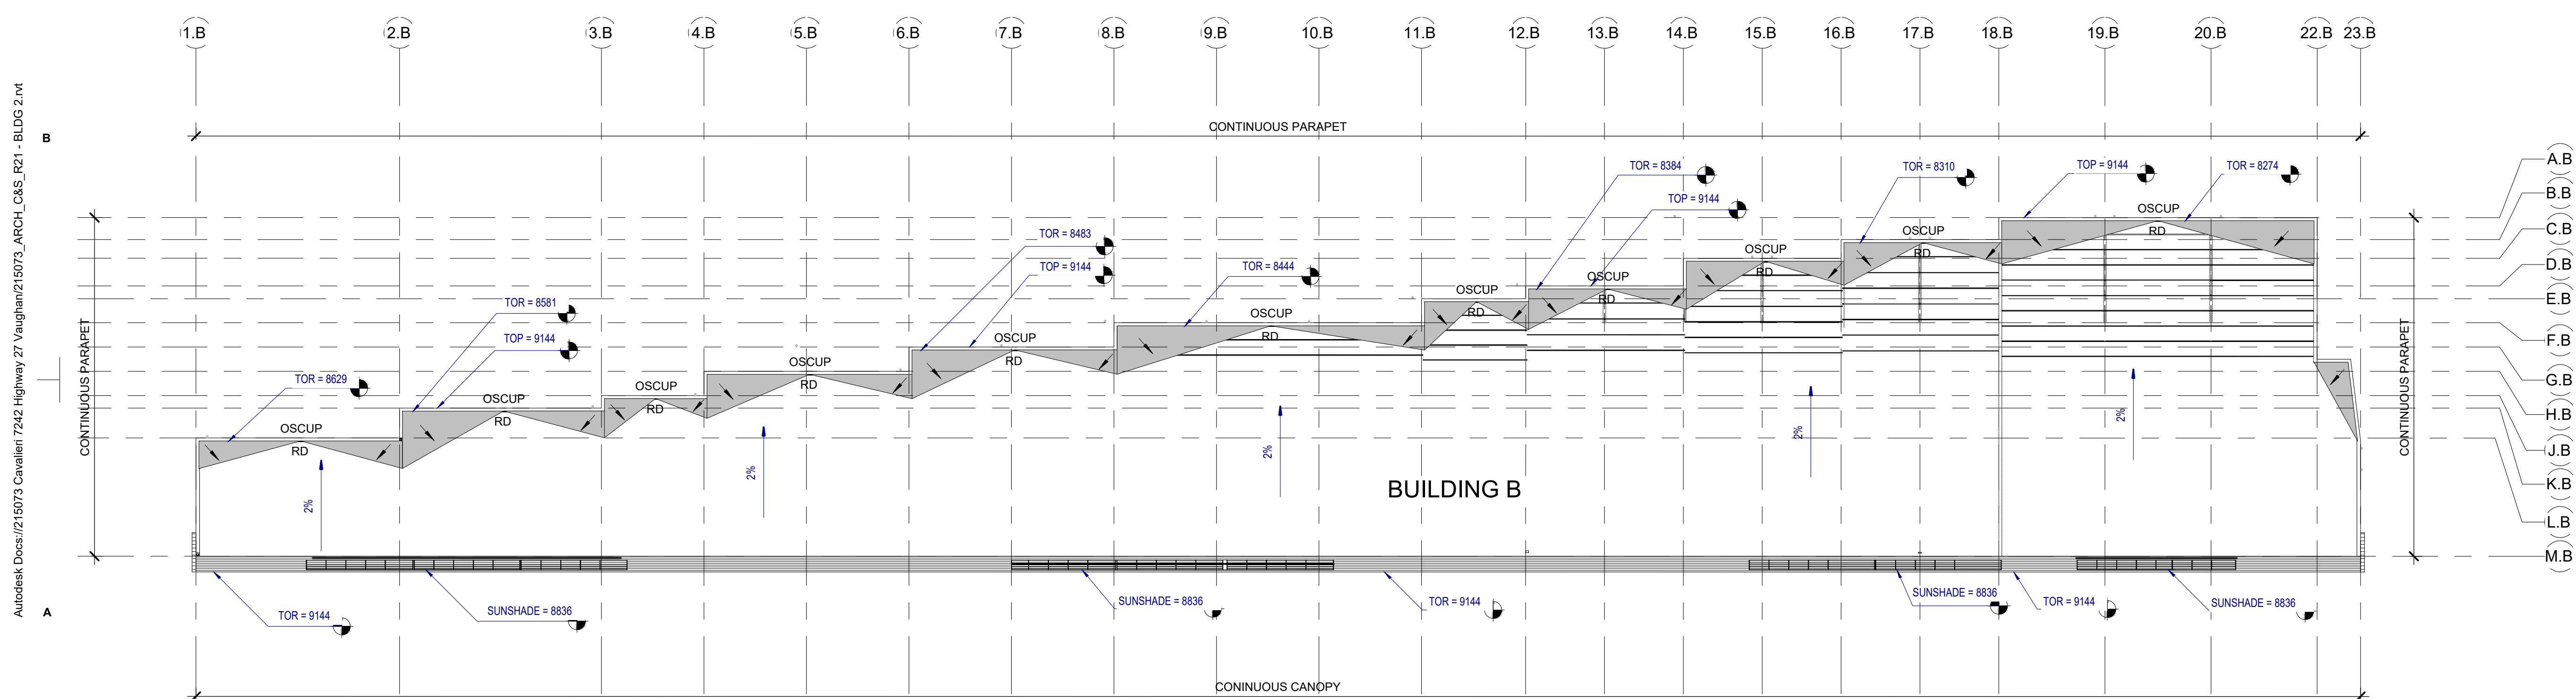 1.B 2.B 3.B 4.B 5.B 6.B 7.B 8.B 9.B 10.B 11.B 12.B 13.B 14.B 15.B 16.B 17.B 18.B 19.B 20.B 22.B 23.B
Autodesk Docs://215073 Cavalieri 7242 Highway 27 Vaughan/215073_ARCH_C&S_R21 - BLDG 2.rvt
B
A
CONTINUOUS PARAPET
CONTINUOUS PARAPET
CONTINUOUS PARAPET
A.B
B.B
C.B
D.B
E.B
F.B
G.B
H.B
J.B
K.B
L.B
M.B
TOR = 8629
OSCUP
RD
TOR = 8581
TOP = 9144
OSCUP
RD
OSCUP
RD
OSCUP
RD
TOR = 8483
TOP = 9144
OSCUP
RD
TOR = 8444
OSCUP
RD
OSCUP
RD
TOR = 8384
TOP = 9144
OSCUP
RD
OSCUP
RD
TOR = 8310
OSCUP
RD
TOP = 9144
TOR = 8274
OSCUP
RD
2%
2%
2%
2%
2%
BUILDING B
TOR = 9144
SUNSHADE = 8836
SUNSHADE = 8836
TOR = 9144
SUNSHADE = 8836
TOR = 9144
SUNSHADE = 8836
CONINUOUS CANOPY